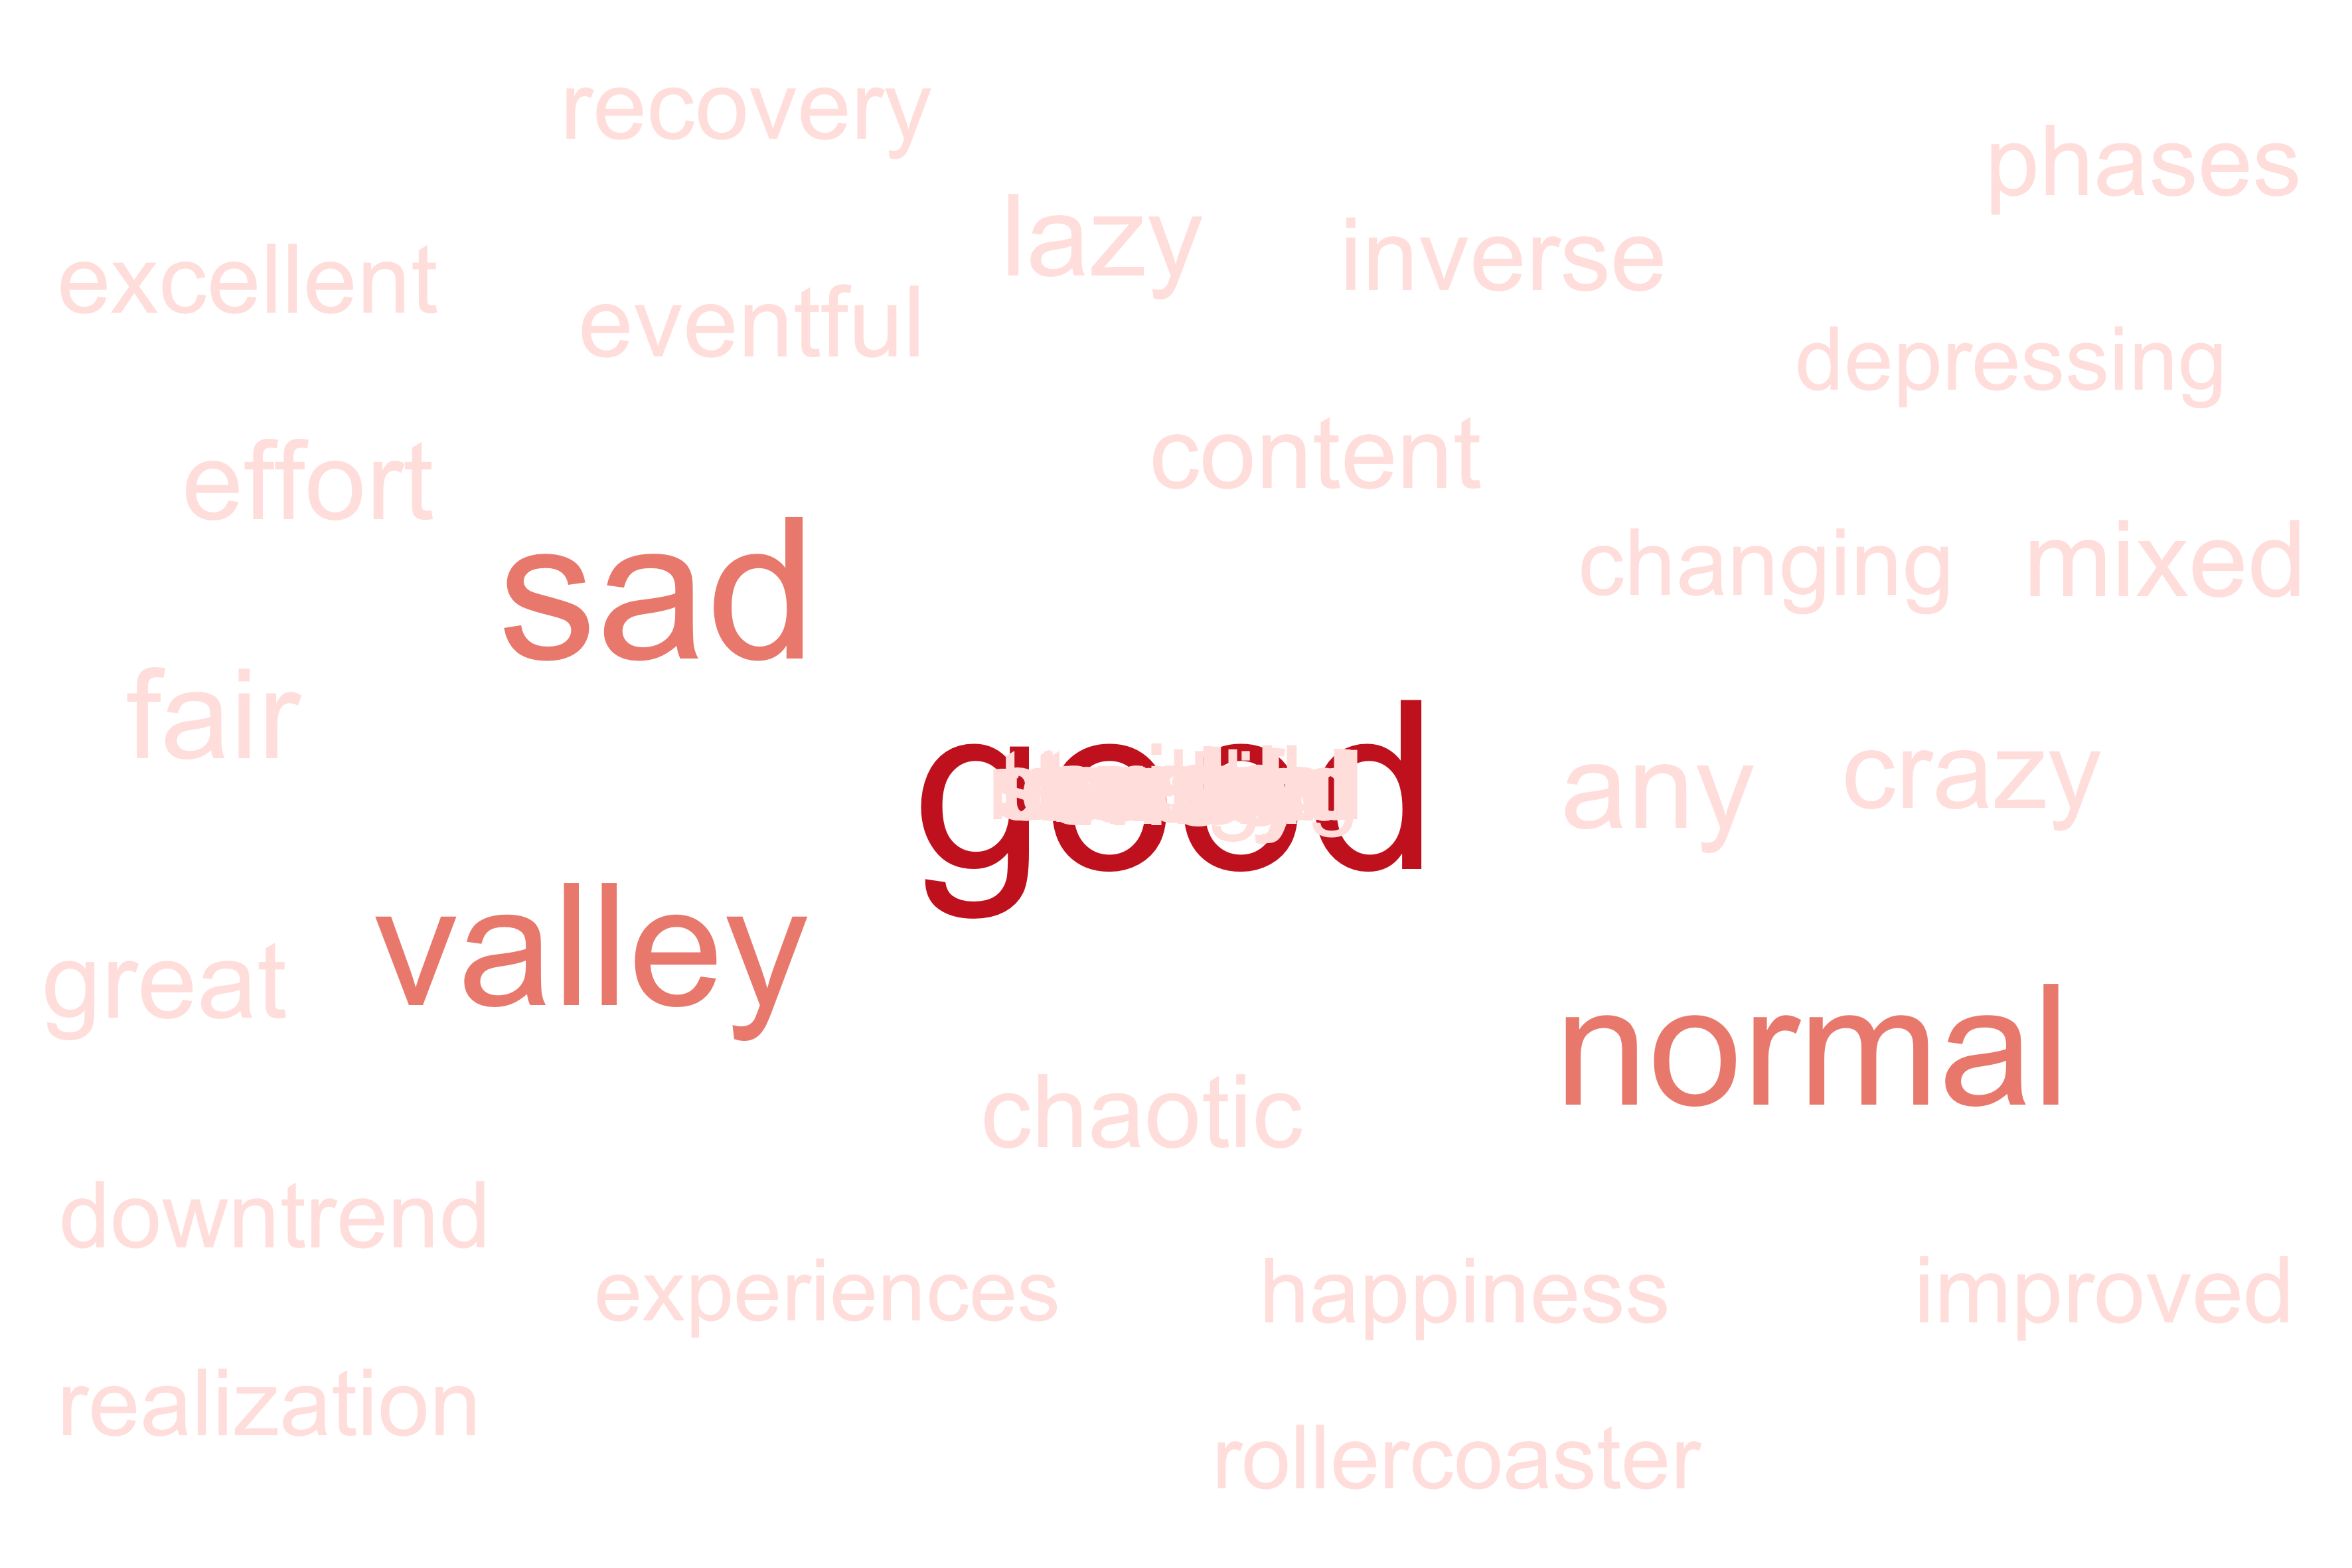 recovery
phases
lazy
inverse
excellent
eventful
depressing
content
effort
changing
mixed
sad
fair
good
any
crazy
valley
great
normal
chaotic
downtrend
experiences
happiness
improved
realization
rollercoaster